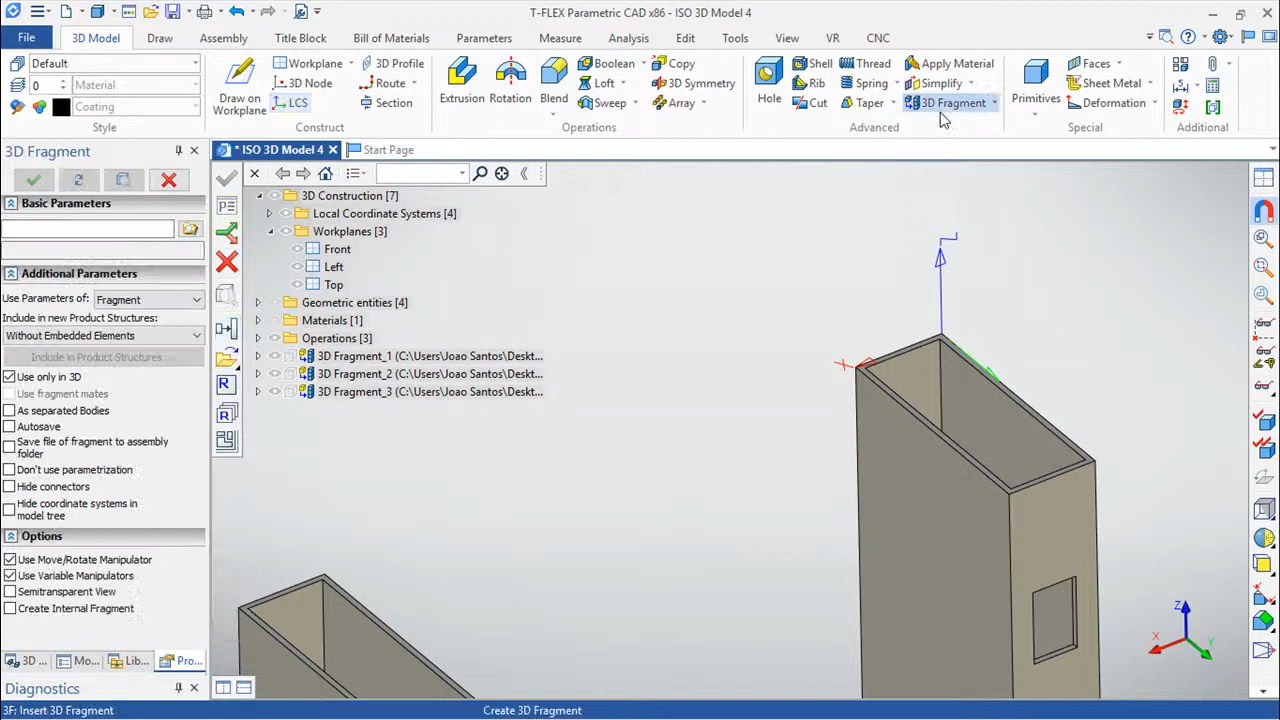 T-FLEX Parametric CAD x86 - ISO 3D Model 4
File 3D Model Draw Assembly Title Block Bill of Materials Parameters Measure Analysis Edit Tools View VR CNC
Default
0 Material
Coating
Style
Draw on Workplane
Workplane
3D Node
LCS
3D Profile
Route
Section
Construct
Extrusion
Rotation
Blend
Boolean
Loft
Sweep
Copy
3D Symmetry
Array
Operations
Hole
Shell
Rib
Cut
Thread
Spring
Taper
Apply Material
Simplify
3D Fragment
Advanced
Primitives
Faces
Sheet Metal
Deformation
Special
Additional
3D Fragment
Basic Parameters
Additional Parameters
Use Parameters of: Fragment
Include in new Product Structures:
Without Embedded Elements
Include in Product Structures...
Use only in 3D
Use fragment mates
As separated Bodies
Autosave
Save file of fragment to assembly
folder
Don't use parametrization
Hide connectors
Hide coordinate systems in
model tree
Options
Use Move/Rotate Manipulator
Use Variable Manipulators
Semitransparent View
Create Internal Fragment
3D ... Mo... Lib... Pro...
Diagnostics
* ISO 3D Model 4
Start Page
3D Construction [7]
Local Coordinate Systems [4]
Workplanes [3]
Front
Left
Top
Geometric entities [4]
Materials [1]
Operations [3]
3D Fragment_1 (C:\Users\Joao Santos\Deskt...
3D Fragment_2 (C:\Users\Joao Santos\Deskt...
3D Fragment_3 (C:\Users\Joao Santos\Deskt...
X
Z
X
Y
3F: Insert 3D Fragment
Create 3D Fragment